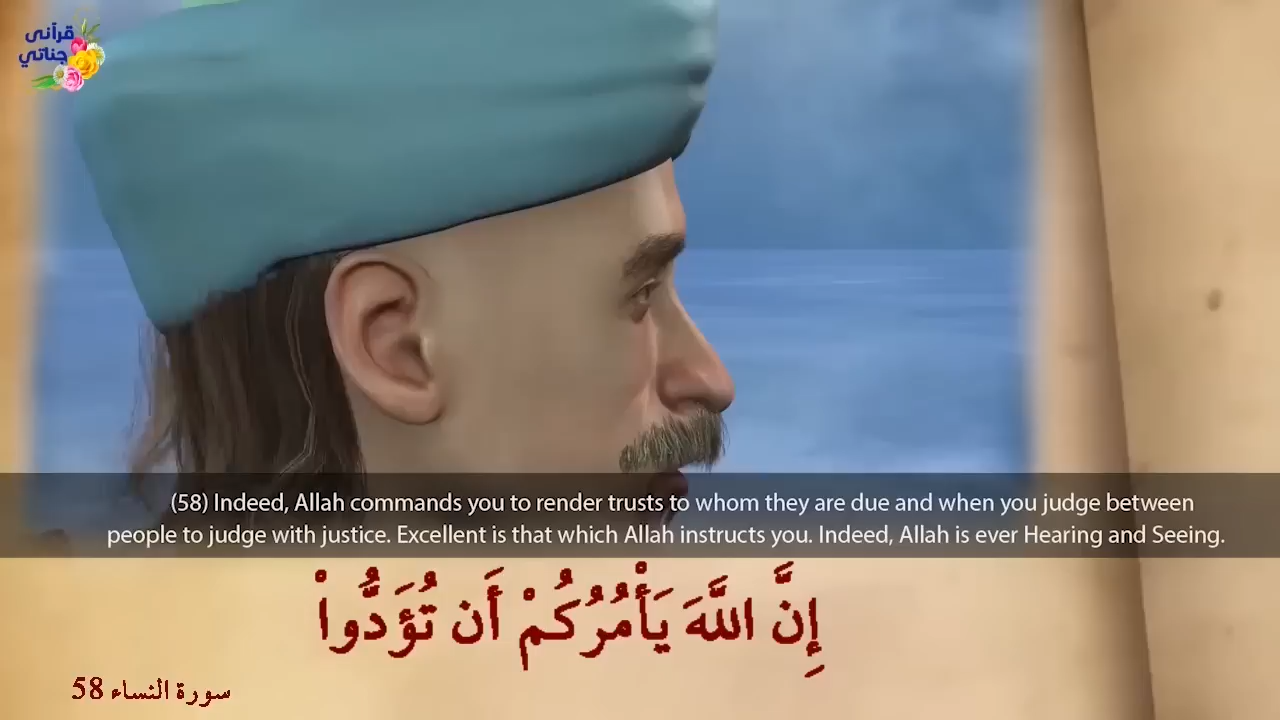 قرآنی
جناتي
(58) Indeed, Allah commands you to render trusts to whom they are due and when you judge between
people to judge with justice. Excellent is that which Allah instructs you. Indeed, Allah is ever Hearing and Seeing.
إِنَّ اللَّهَ يَأْمُرُكُمْ أَن تُؤَدُّواْ
سورة النساء 58